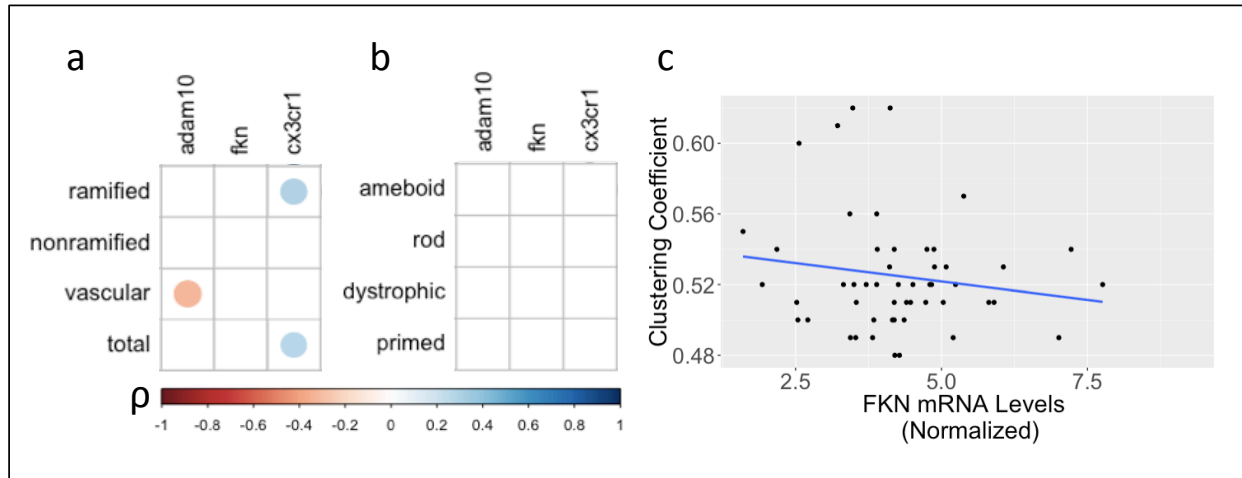 a
adam10
fkn
cx3cr1
ramified
nonramified
vascular
total
b
adam10
fkn
cx3cr1
ameboid
rod
dystrophic
primed
ρ
-1 -0.8 -0.6 -0.4 -0.2 0 0.2 0.4 0.6 0.8 1
c
Clustering Coefficient
0.60
0.56
0.52
0.48
2.5 5.0 7.5
FKN mRNA Levels
(Normalized)